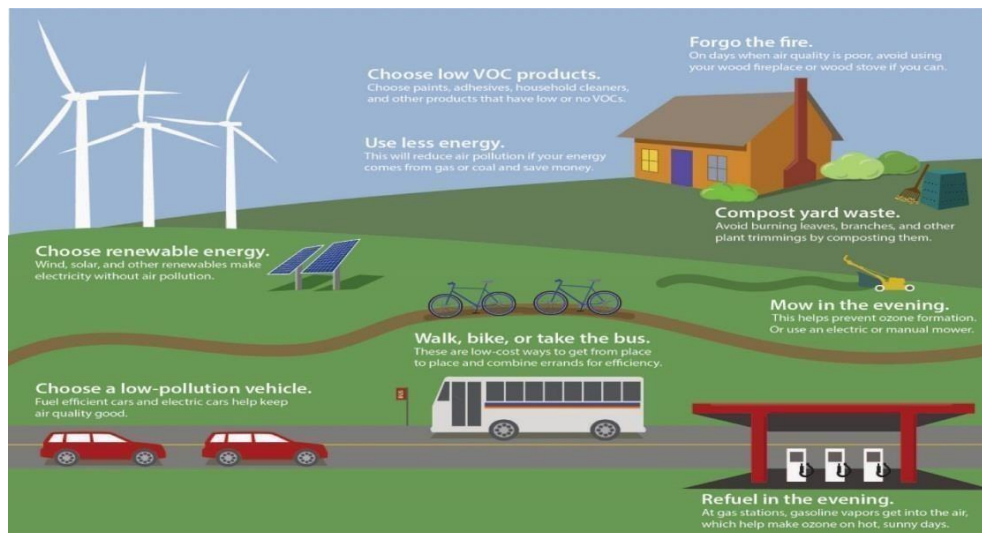 Forgo the fire.
On days when air quality is poor, avoid using
your wood fireplace or wood stove if you can.
Choose low VOC products.
Choose paints, adhesives, household cleaners,
and other products that have low or no VOCs.
Use less energy.
This will reduce air pollution if your energy
comes from gas or coal and save money.
Compost yard waste.
Avoid burning leaves, branches, and other
plant trimmings by composting them.
Choose renewable energy.
Wind, solar, and other renewables make
electricity without air pollution.
Mow in the evening.
This helps prevent ozone formation.
Or use an electric or manual mower.
Walk, bike, or take the bus.
These are low-cost ways to get from place
to place and combine errands for efficiency.
Choose a low-pollution vehicle.
Fuel efficient cars and electric cars help keep
air quality good.
Refuel in the evening.
At gas stations, gasoline vapors get into the air,
which help make ozone on hot, sunny days.